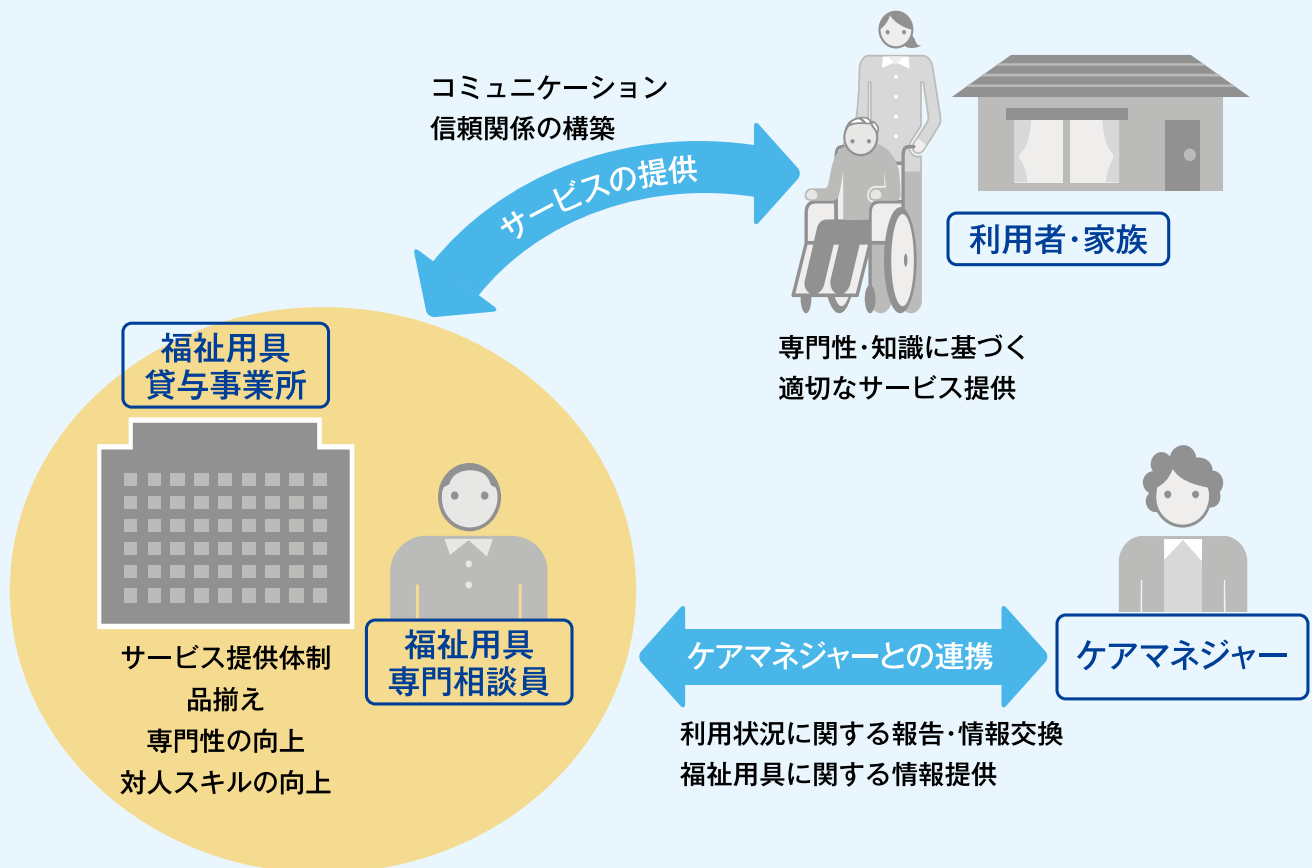 コミュニケーション
信頼関係の構築
サービスの提供
利用者・家族
専門性・知識に基づく
適切なサービス提供
福祉用具
貸与事業所
福祉用具
専門相談員
サービス提供体制
品揃え
専門性の向上
対人スキルの向上
ケアマネジャーとの連携
ケアマネジャー
利用状況に関する報告・情報交換
福祉用具に関する情報提供